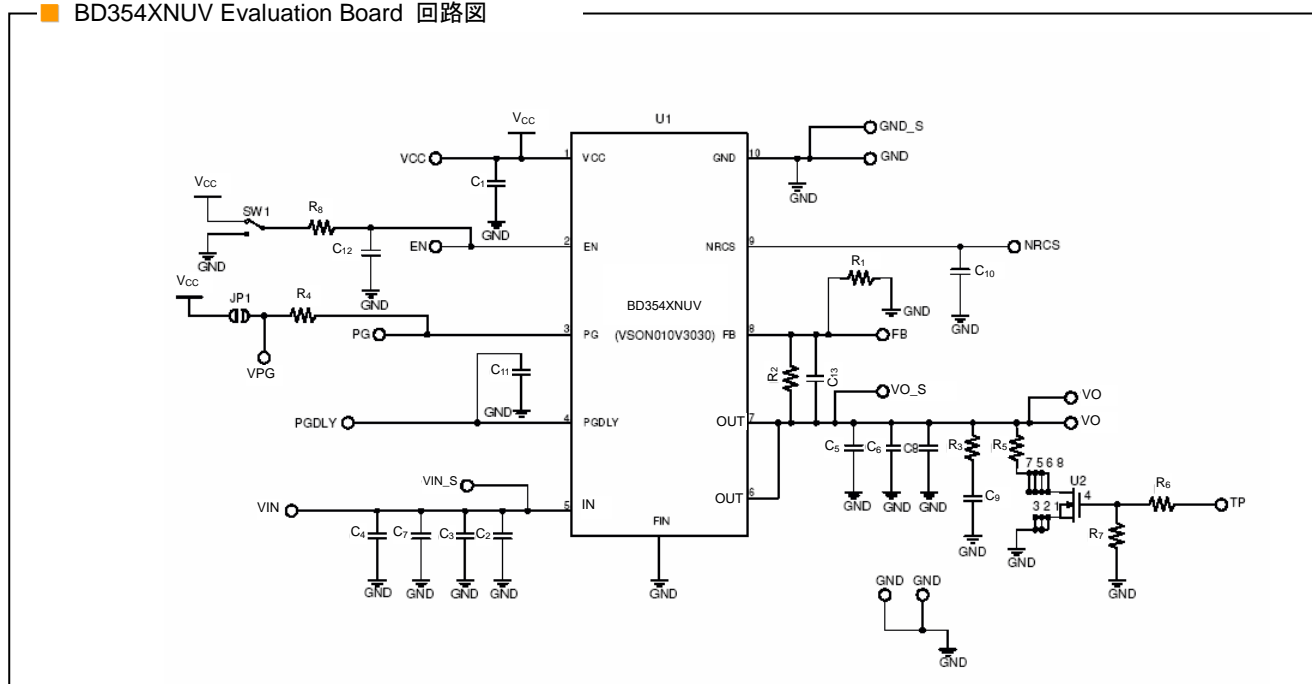 BD354XNUV Evaluation Board 回路図
U1
VCC
VCC
1
VCC
GND
10
GND_S
GND
GND
C1
GND
VCC
SW1
R8
C12
GND
GND
EN
2
EN
NRCS
9
NRCS
C10
GND
R1
GND
VCC
JP1
R4
VPG
PG
3
PG
BD354XNUV
(VSON010V3030)
FB
8
FB
R2
C13
C11
GND
PGDLY
4
PGDLY
OUT
7
VO_S
VO
VO
C5
C6
C8
R3
R5
GND
GND
GND
C9
GND
7 5 6 8
U2
4
3 2 1
GND
R6
TP
R7
GND
VIN_S
VIN
5
IN
OUT
6
C4
C7
C3
C2
GND
GND
GND
GND
FIN
GND
GND
GND
GND